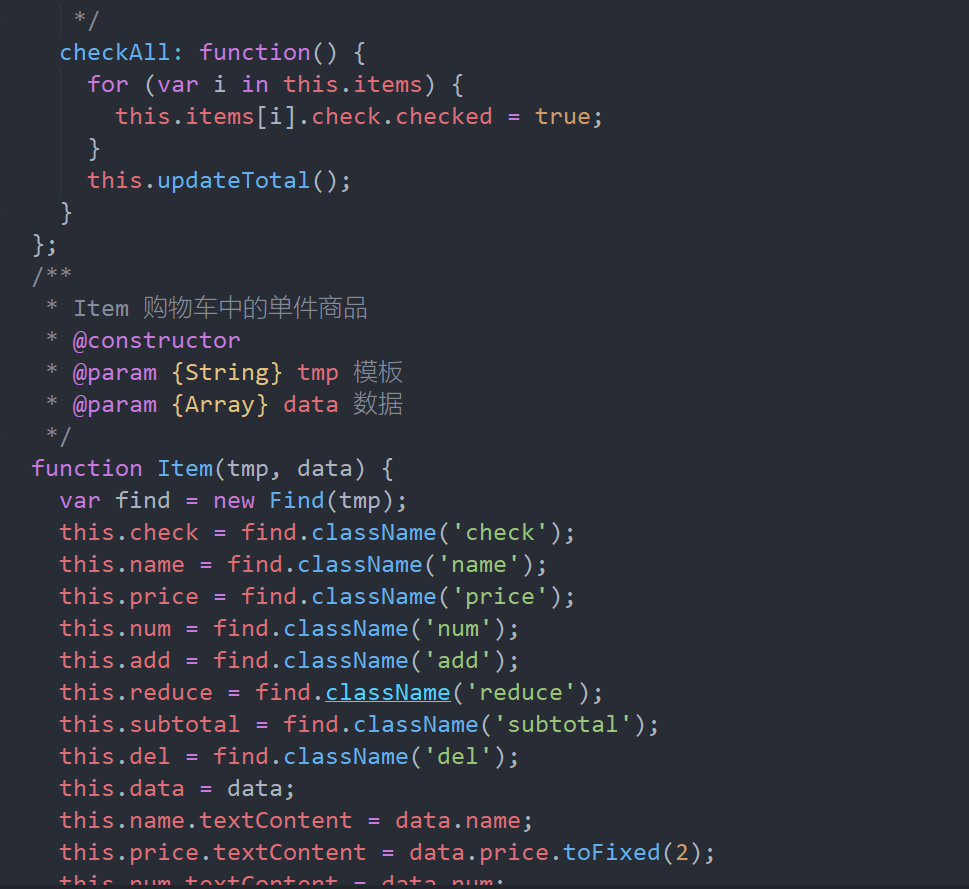 */
checkAll: function() {
for (var i in this.items) {
this.items[i].check.checked = true;
}
this.updateTotal();
}
};
/**
* Item 购物车中的单件商品
* @constructor
* @param {String} tmp 模板
* @param {Array} data 数据
*/
function Item(tmp, data) {
var find = new Find(tmp);
this.check = find.className('check');
this.name = find.className('name');
this.price = find.className('price');
this.num = find.className('num');
this.add = find.className('add');
this.reduce = find.className('reduce');
this.subtotal = find.className('subtotal');
this.del = find.className('del');
this.data = data;
this.name.textContent = data.name;
this.price.textContent = data.price.toFixed(2);
this.num.textContent = data.num;